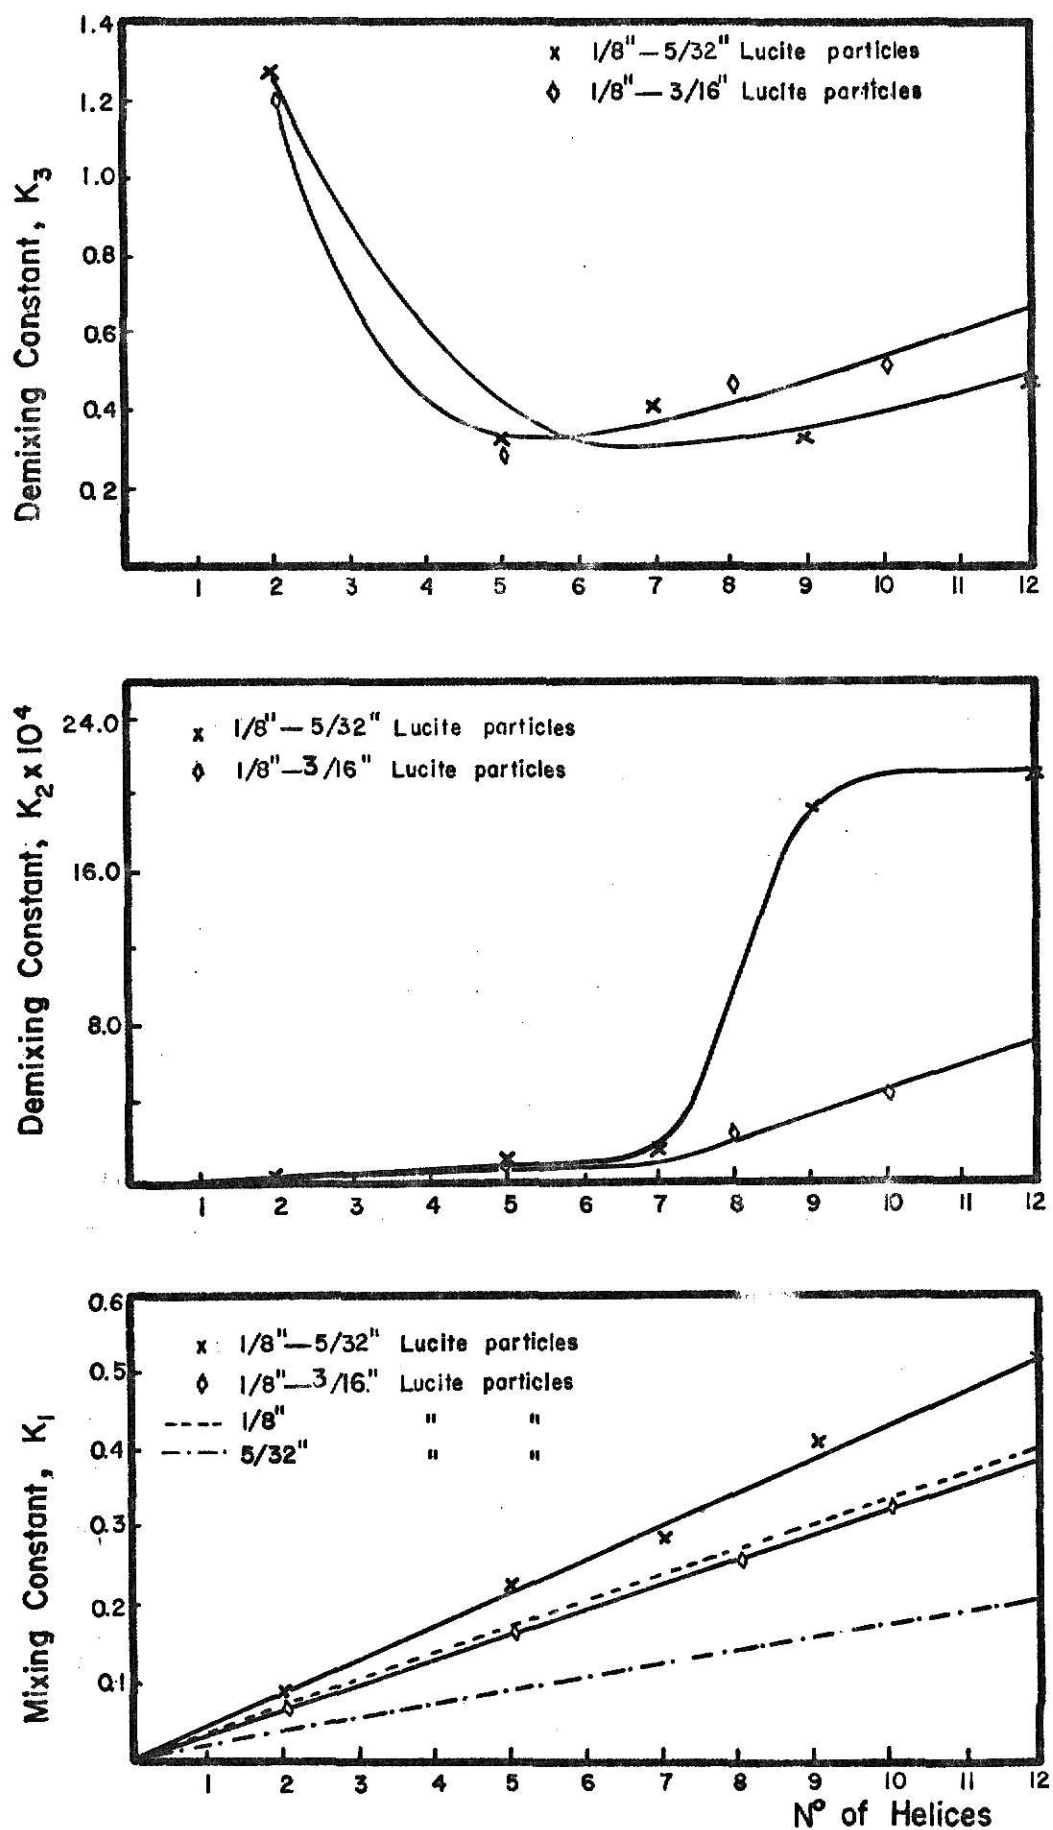 Demixing Constant, K3
1.4
1.2
1.0
0.8
0.6
0.4
0.2
x 1/8" — 5/32" Lucite particles
◊ 1/8" — 3/16" Lucite particles
1 2 3 4 5 6 7 8 9 10 11 12
Demixing Constant, K2 x 10⁴
24.0
16.0
8.0
x 1/8" — 5/32" Lucite particles
◊ 1/8" — 3/16" Lucite particles
1 2 3 4 5 6 7 8 9 10 11 12
Mixing Constant, K1
0.6
0.5
0.4
0.3
0.2
0.1
x 1/8" — 5/32" Lucite particles
◊ 1/8" — 3/16." Lucite particles
1/8" " "
5/32" " "
1 2 3 4 5 6 7 8 9 10 11 12
Nº of Helices